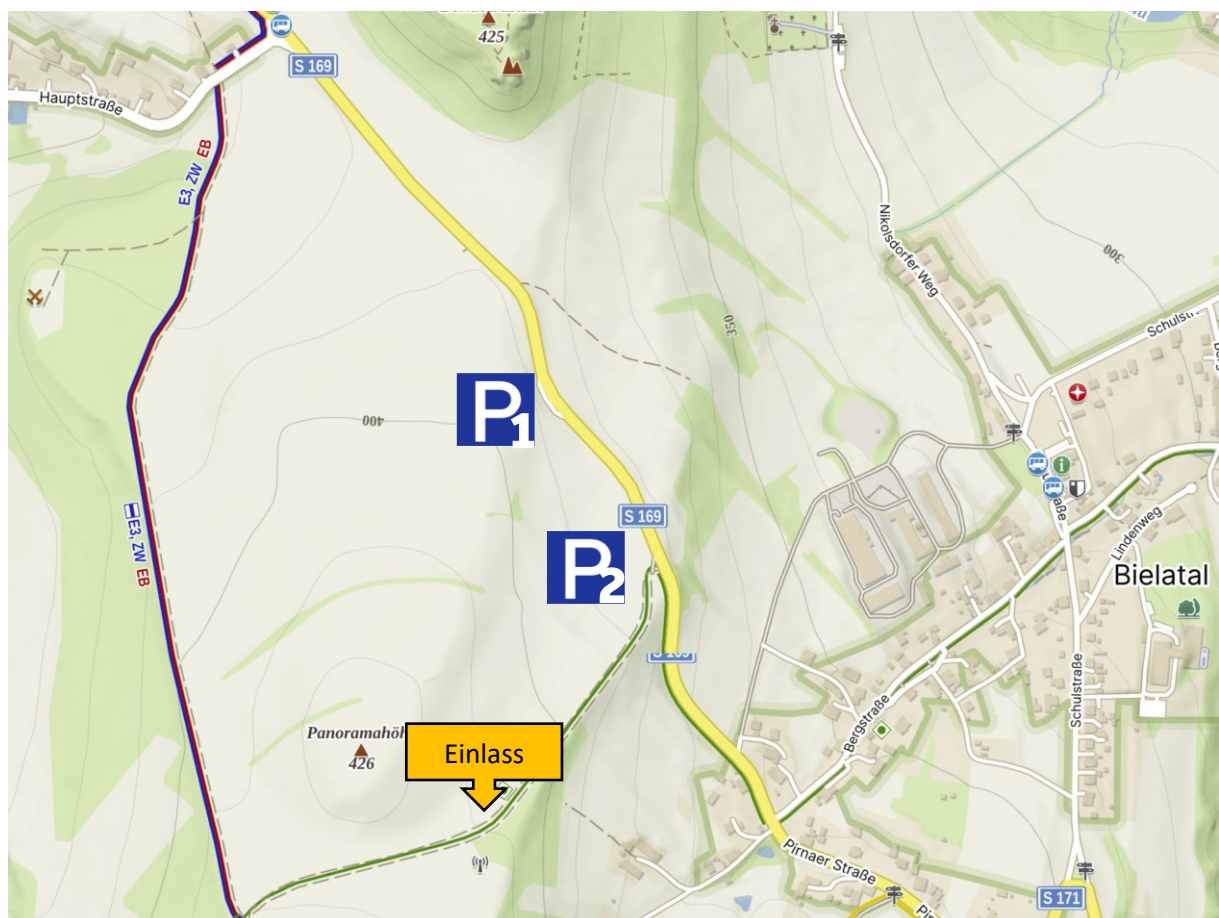 425
S 169
Hauptstraße
E3, ZW EB
Nikolsdorfer Weg
300
350
Schulstr
400
P1
S 169
P2
E3, ZW EB
Lindenweg
Bielatal
Schulstraße
Bergstraße
Panoramahöh
426
Einlass
Pirnaer Straße
S 171